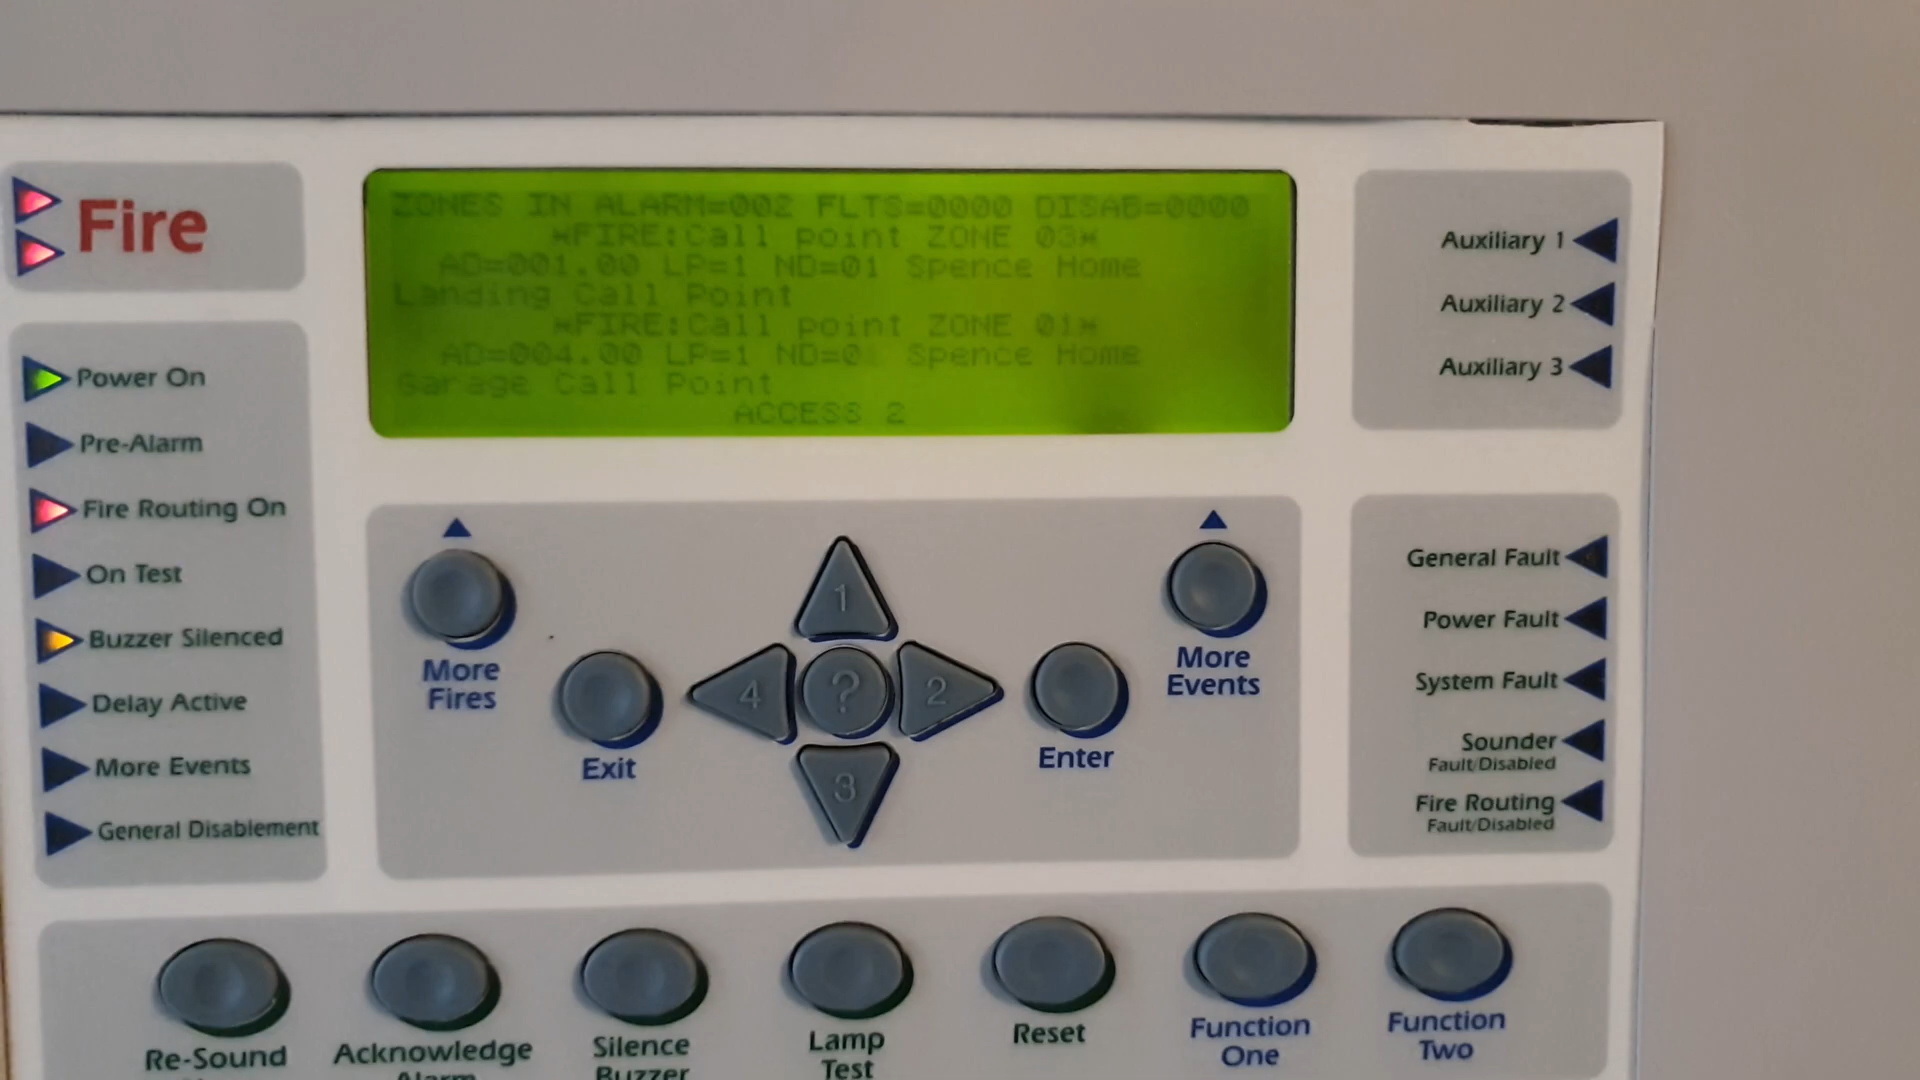 Fire
ZONES IN ALARM=002 FLTS=0000 DISAB=0000
*FIRE:Call point ZONE 03*
AD=001.00 LP=1 ND=01 Spence Home
Landing Call Point
*FIRE:Call point ZONE 01*
AD=004.00 LP=1 Spence Home
Garage Call Point
ACCESS 2
Auxiliary 1
Auxiliary 2
Auxiliary 3
Power On
Pre-Alarm
Fire Routing On
On Test
Buzzer Silenced
Delay Active
More Events
General Disablement
More
Fires
Exit
1
4
?
2
3
Enter
More
Events
General Fault
Power Fault
System Fault
Sounder
Fault/Disabled
Fire Routing
Fault/Disabled
Re-Sound
Acknowledge
Alarm
Silence
Buzzer
Lamp
Test
Reset
Function
One
Function
Two